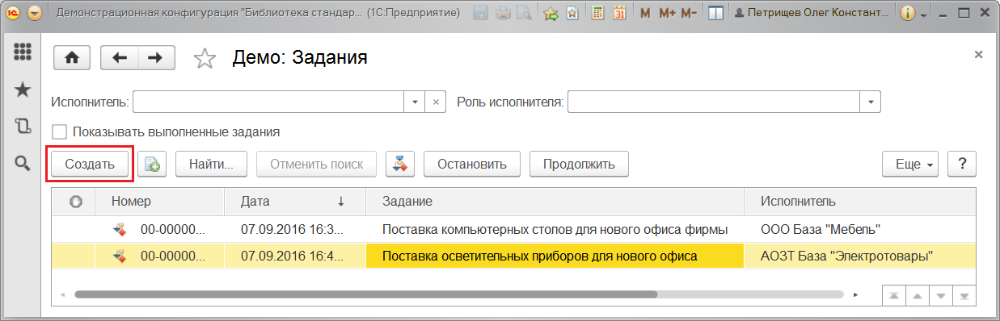 Демонстрационная конфигурация "Библиотека стандар... (1С:Предприятие) 31 M M+ M- Петрищев Олег Констант...
Демо: Задания
Исполнитель: Роль исполнителя:
Показывать выполненные задания
Создать Найти... Отменить поиск Остановить Продолжить Еще ?
Номер Дата ↓ Задание Исполнитель
00-00000... 07.09.2016 16:3... Поставка компьютерных столов для нового офиса фирмы ООО База "Мебель"
00-00000... 07.09.2016 16:4... Поставка осветительных приборов для нового офиса АОЗТ База "Электротовары"